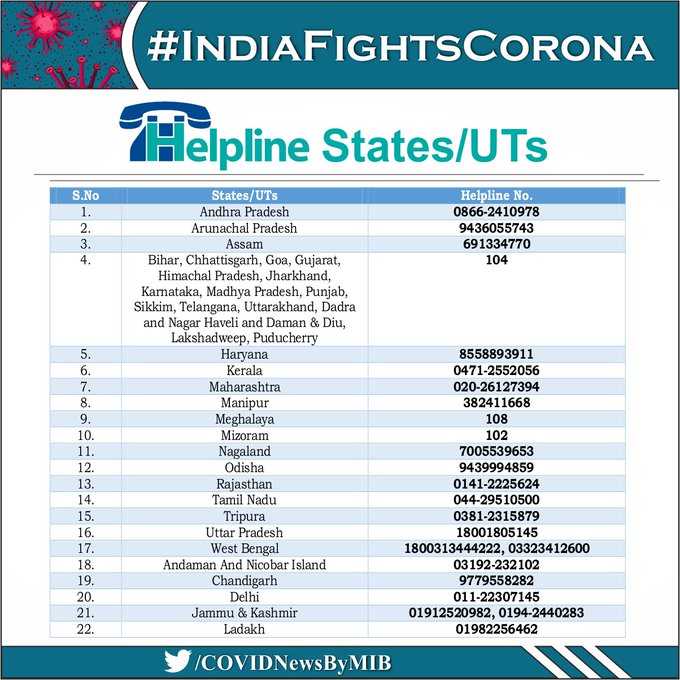 #INDIAFIGHTSCORONA
Helpline States/UTs
S.No States/UTs Helpline No.
1. Andhra Pradesh 0866-2410978
2. Arunachal Pradesh 9436055743
3. Assam 691334770
4. Bihar, Chhattisgarh, Goa, Gujarat, 104
Himachal Pradesh, Jharkhand,
Karnataka, Madhya Pradesh, Punjab,
Sikkim, Telangana, Uttarakhand, Dadra
and Nagar Haveli and Daman & Diu,
Lakshadweep, Puducherry
5. Haryana 8558893911
6. Kerala 0471-2552056
7. Maharashtra 020-26127394
8. Manipur 382411668
9. Meghalaya 108
10. Mizoram 102
11. Nagaland 7005539653
12. Odisha 9439994859
13. Rajasthan 0141-2225624
14. Tamil Nadu 044-29510500
15. Tripura 0381-2315879
16. Uttar Pradesh 18001805145
17. West Bengal 1800313444222, 03323412600
18. Andaman And Nicobar Island 03192-232102
19. Chandigarh 9779558282
20. Delhi 011-22307145
21. Jammu & Kashmir 01912520982, 0194-2440283
22. Ladakh 01982256462
/COVIDNewsByMIB